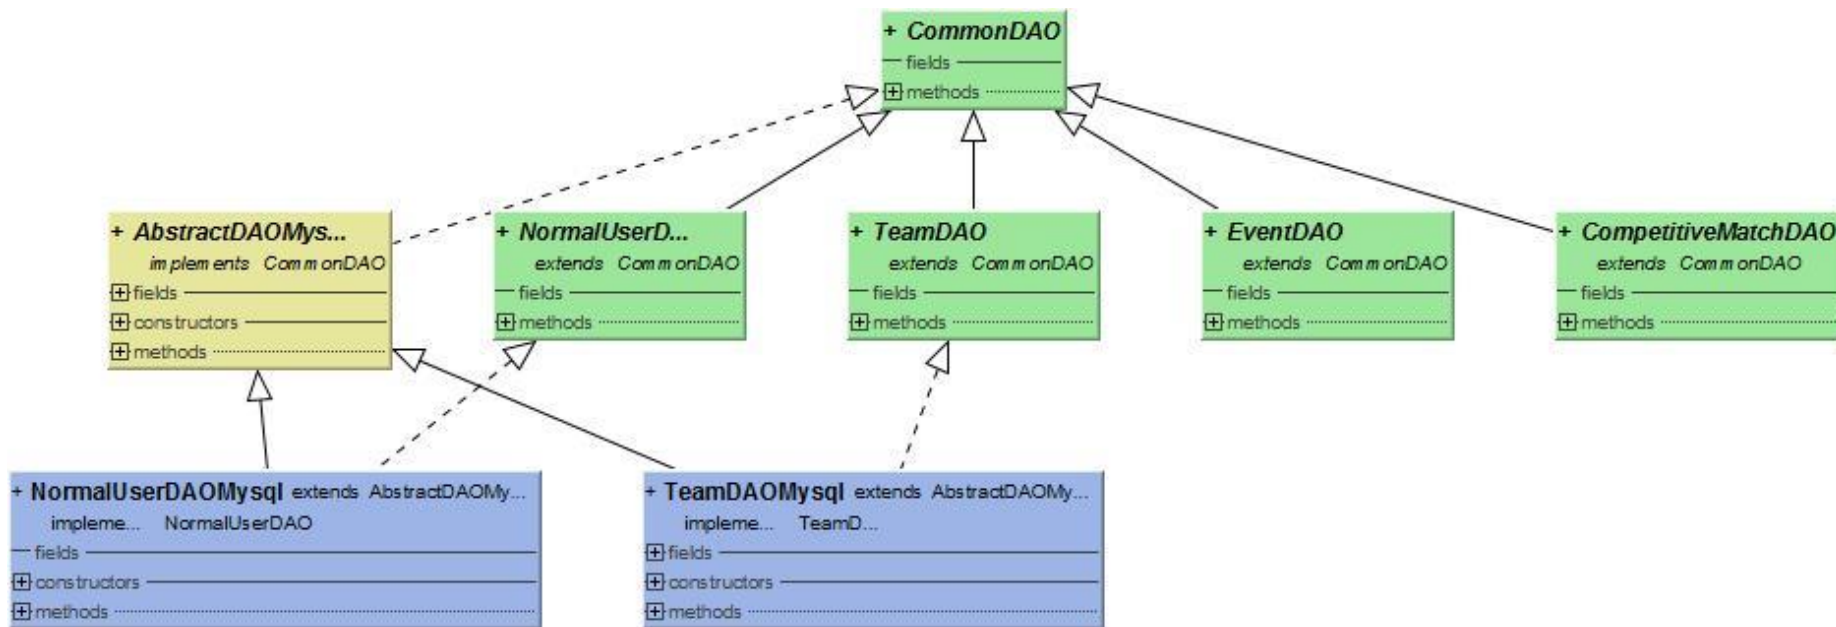 + CommonDAO
fields
+ methods
+ AbstractDAOMys...
implements CommonDAO
+ fields
+ constructors
+ methods
+ NormalUserD...
extends CommonDAO
fields
+ methods
+ TeamDAO
extends CommonDAO
fields
+ methods
+ EventDAO
extends CommonDAO
fields
+ methods
+ CompetitiveMatchDAO
extends CommonDAO
fields
+ methods
+ NormalUserDAOMysql extends AbstractDAOMy...
impleme... NormalUserDAO
fields
+ constructors
+ methods
+ TeamDAOMysql extends AbstractDAOMy...
impleme... TeamD...
+ fields
+ constructors
+ methods